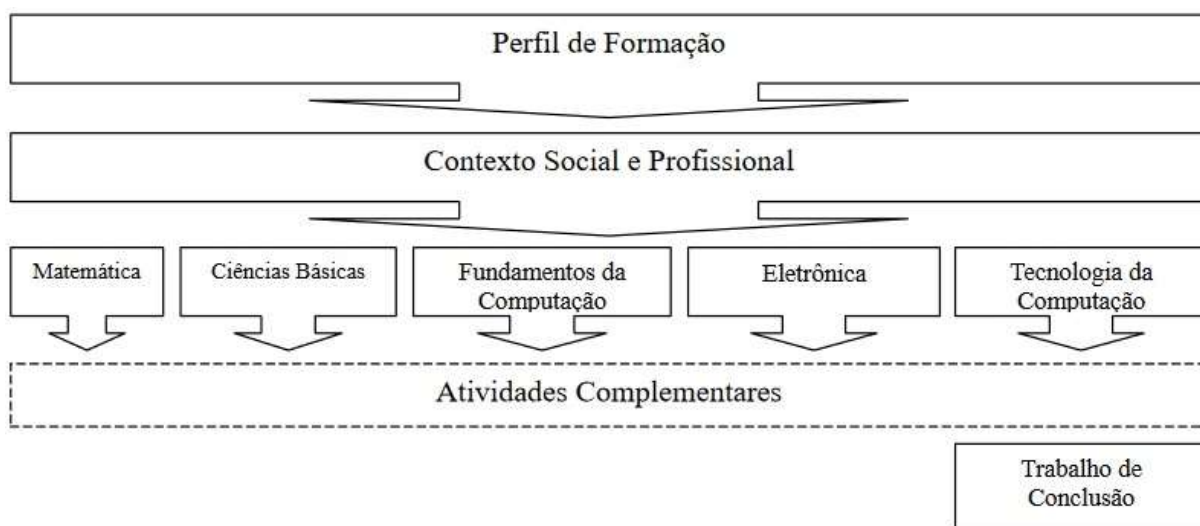 Perfil de Formação
Contexto Social e Profissional
Matemática
Ciências Básicas
Fundamentos da
Computação
Eletrônica
Tecnologia da
Computação
Atividades Complementares
Trabalho de
Conclusão